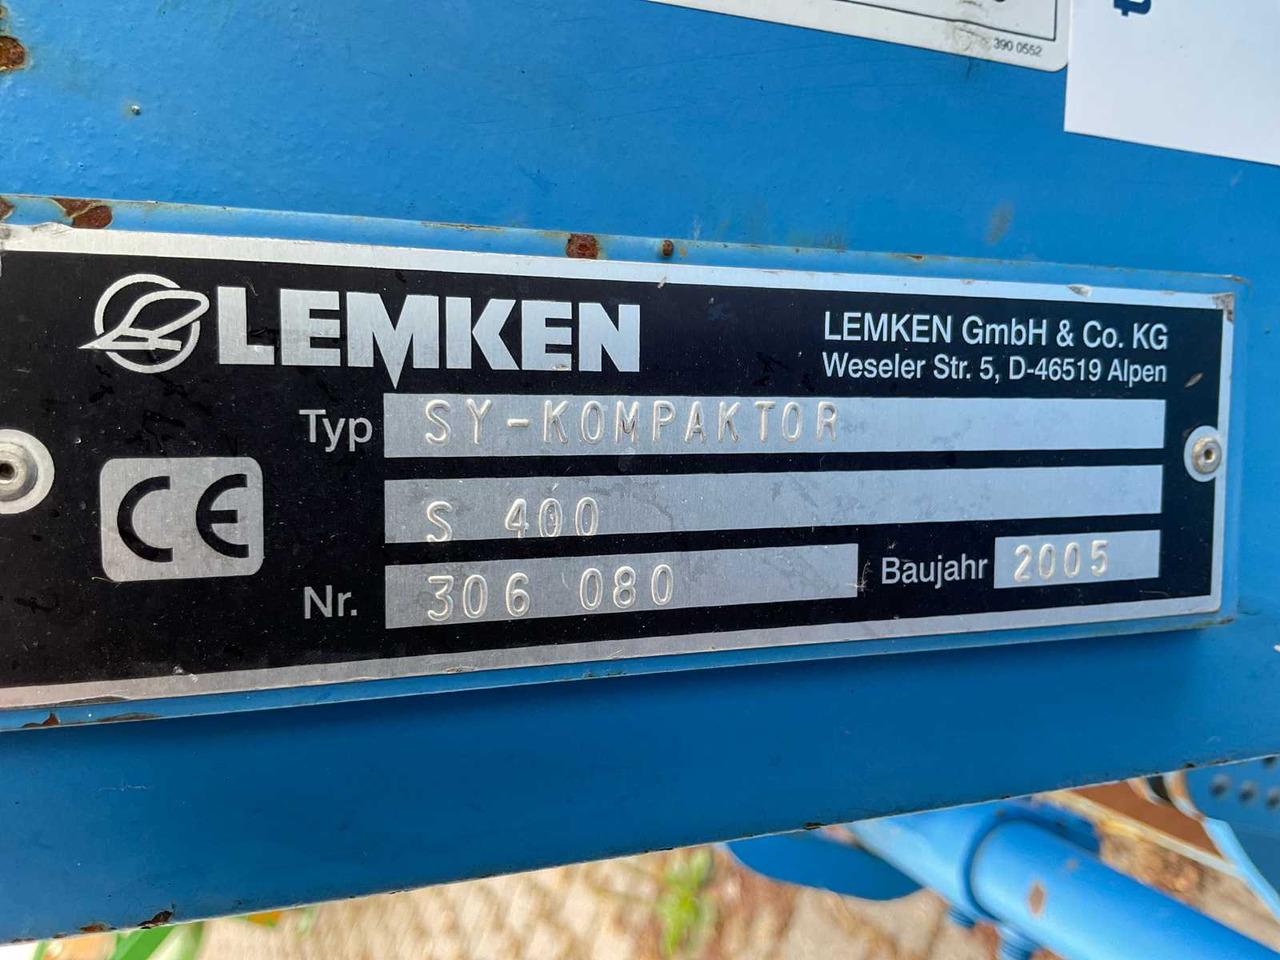 390 0552
LEMKEN
LEMKEN GmbH & Co. KG
Weseler Str. 5, D-46519 Alpen
Typ SY-KOMPAKTOR
S 400
CE
Nr. 306 080 Baujahr 2005